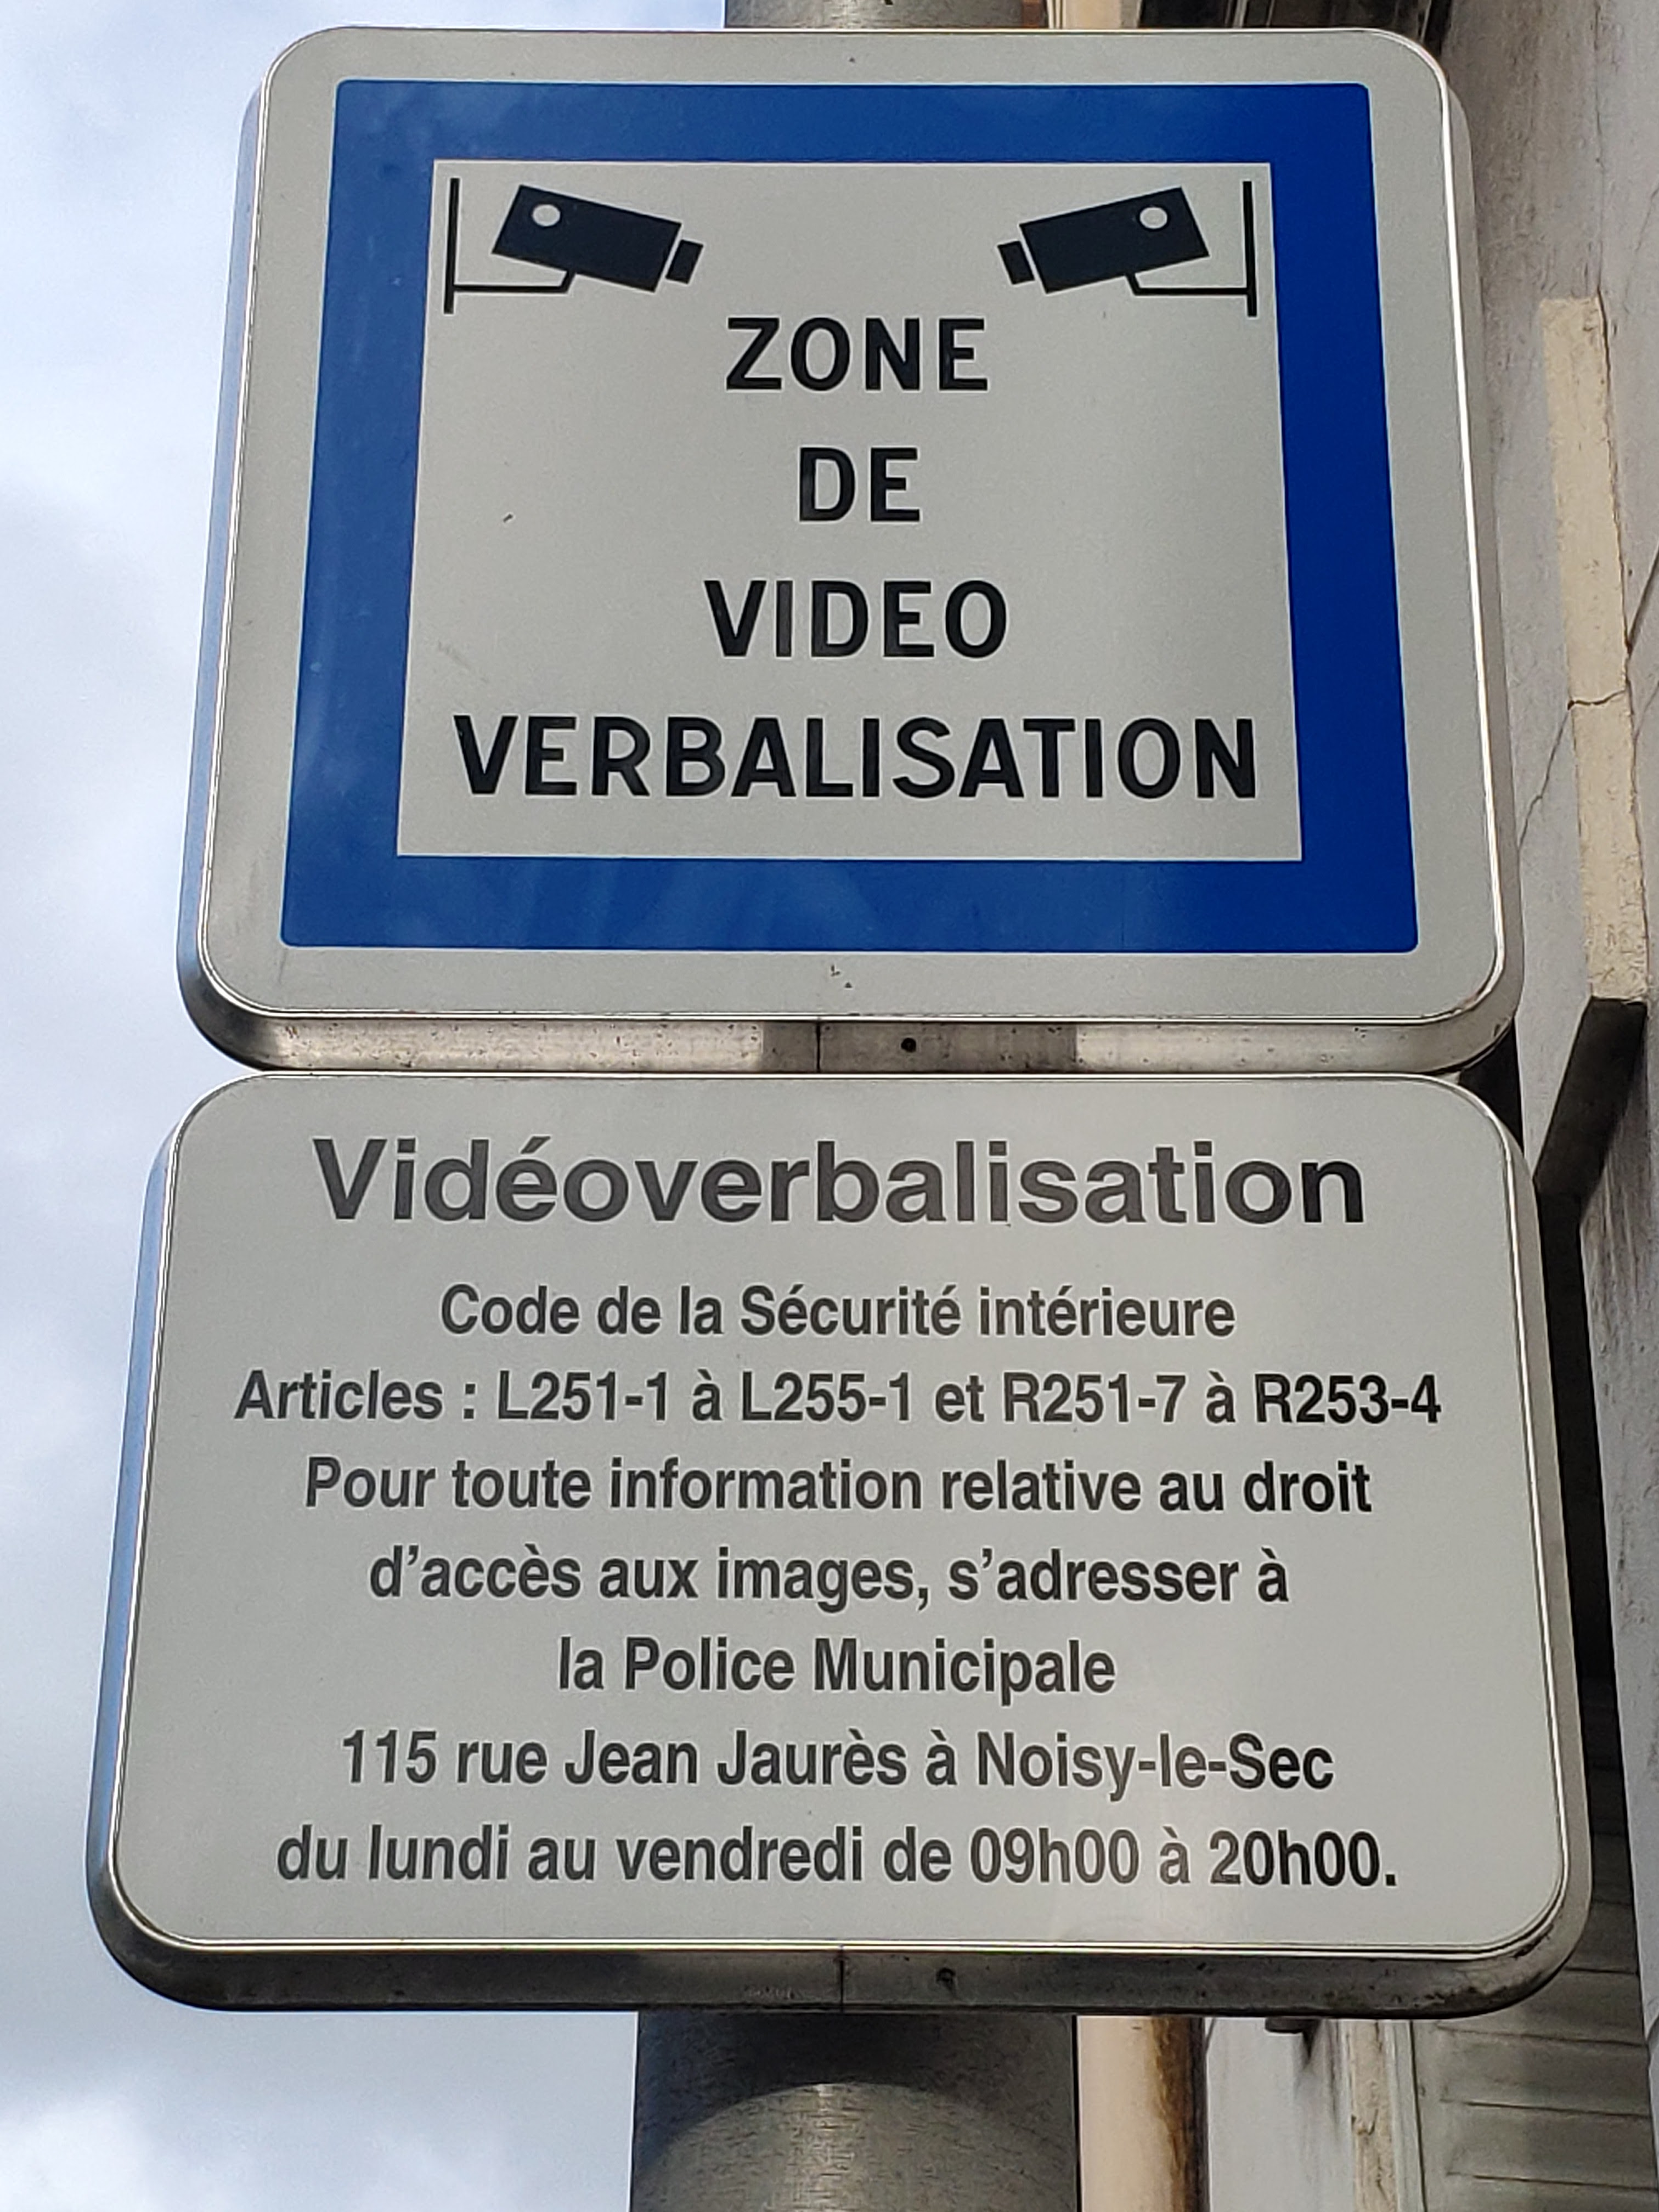 ZONE
DE
VIDEO
VERBALISATION
Vidéoverbalisation
Code de la Sécurité intérieure
Articles : L251-1 à L255-1 et R251-7 à R253-4
Pour toute information relative au droit
d’accès aux images, s’adresser à
la Police Municipale
115 rue Jean Jaurès à Noisy-le-Sec
du lundi au vendredi de 09h00 à 20h00.